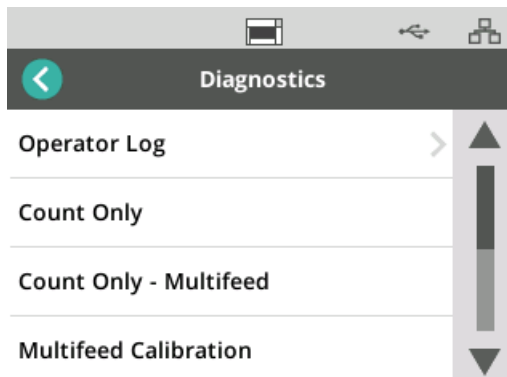 Diagnostics
Operator Log
Count Only
Count Only - Multifeed
Multifeed Calibration